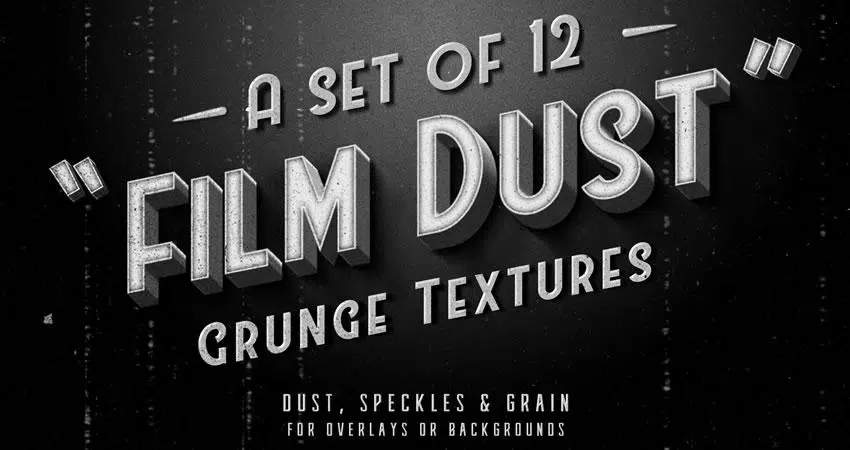 A SET OF 12
"FILM DUST"
GRUNGE TEXTURES
DUST, SPECKLES & GRAIN
FOR OVERLAYS OR BACKGROUNDS